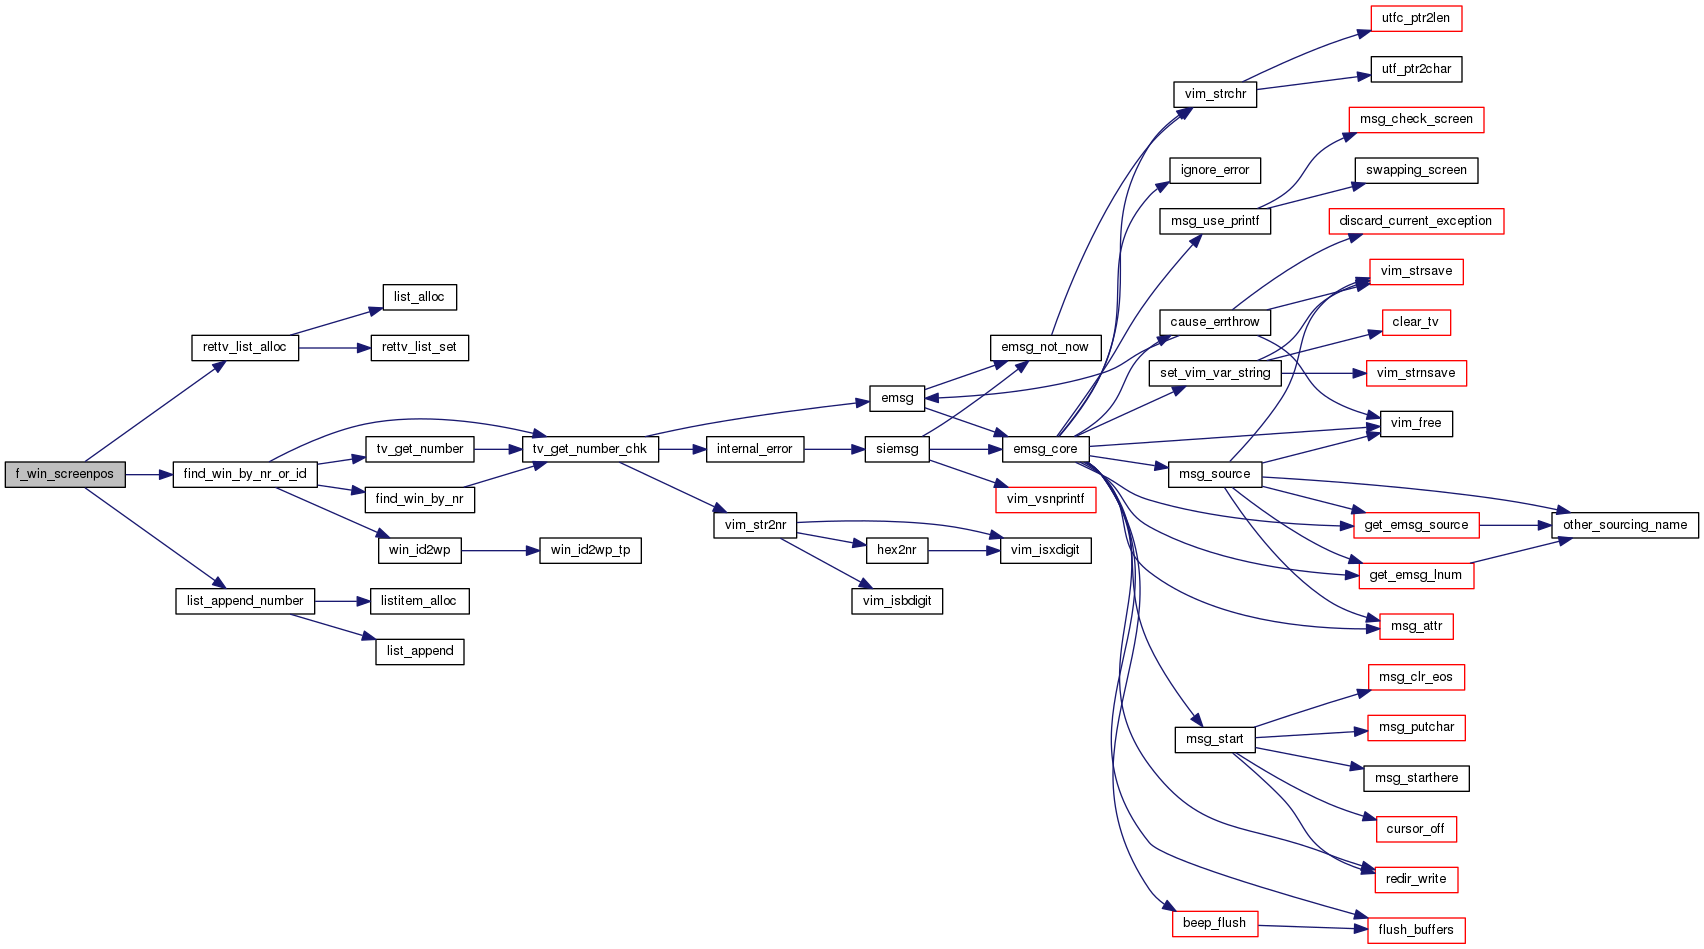 f_win_screenpos
rettv_list_alloc
list_alloc
rettv_list_set
find_win_by_nr_or_id
tv_get_number
find_win_by_nr
win_id2wp
win_id2wp_tp
list_append_number
listitem_alloc
list_append
tv_get_number_chk
emsg
internal_error
siemsg
vim_str2nr
hex2nr
vim_isxdigit
vim_isbdigit
emsg_not_now
emsg_core
vim_vsnprintf
vim_strchr
utfc_ptr2len
utf_ptr2char
ignore_error
msg_use_printf
msg_check_screen
swapping_screen
cause_errthrow
discard_current_exception
vim_strsave
set_vim_var_string
clear_tv
vim_strnsave
vim_free
msg_source
get_emsg_source
other_sourcing_name
get_emsg_lnum
msg_attr
msg_start
msg_clr_eos
msg_putchar
msg_starthere
cursor_off
redir_write
beep_flush
flush_buffers